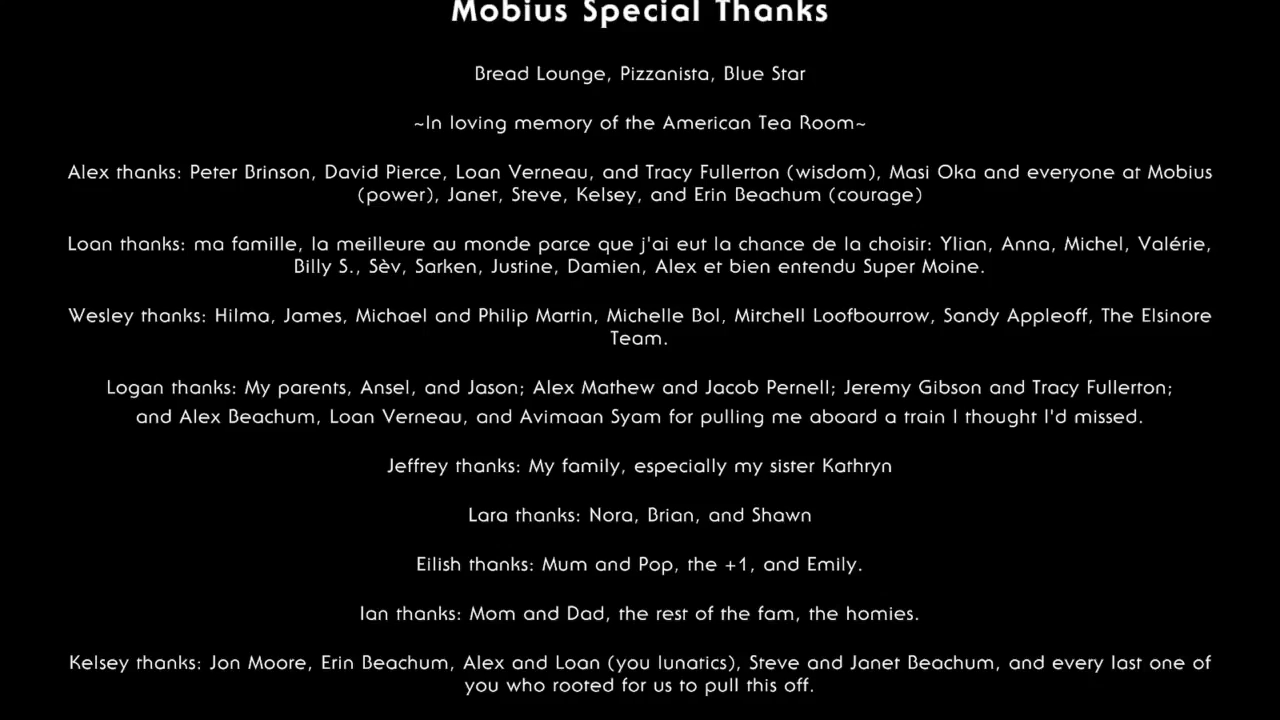 Mobius Special Thanks
Bread Lounge, Pizzanista, Blue Star
~In loving memory of the American Tea Room~
Alex thanks: Peter Brinson, David Pierce, Loan Verneau, and Tracy Fullerton (wisdom), Masi Oka and everyone at Mobius
(power), Janet, Steve, Kelsey, and Erin Beachum (courage)
Loan thanks: ma famille, la meilleure au monde parce que j'ai eut la chance de la choisir: Ylian, Anna, Michel, Valérie,
Billy S., Sèv, Sarken, Justine, Damien, Alex et bien entendu Super Moine.
Wesley thanks: Hilma, James, Michael and Philip Martin, Michelle Bol, Mitchell Loofbourrow, Sandy Appleoff, The Elsinore
Team.
Logan thanks: My parents, Ansel, and Jason; Alex Mathew and Jacob Pernell; Jeremy Gibson and Tracy Fullerton;
and Alex Beachum, Loan Verneau, and Avimaan Syam for pulling me aboard a train I thought I'd missed.
Jeffrey thanks: My family, especially my sister Kathryn
Lara thanks: Nora, Brian, and Shawn
Eilish thanks: Mum and Pop, the +1, and Emily.
Ian thanks: Mom and Dad, the rest of the fam, the homies.
Kelsey thanks: Jon Moore, Erin Beachum, Alex and Loan (you lunatics), Steve and Janet Beachum, and every last one of
you who rooted for us to pull this off.